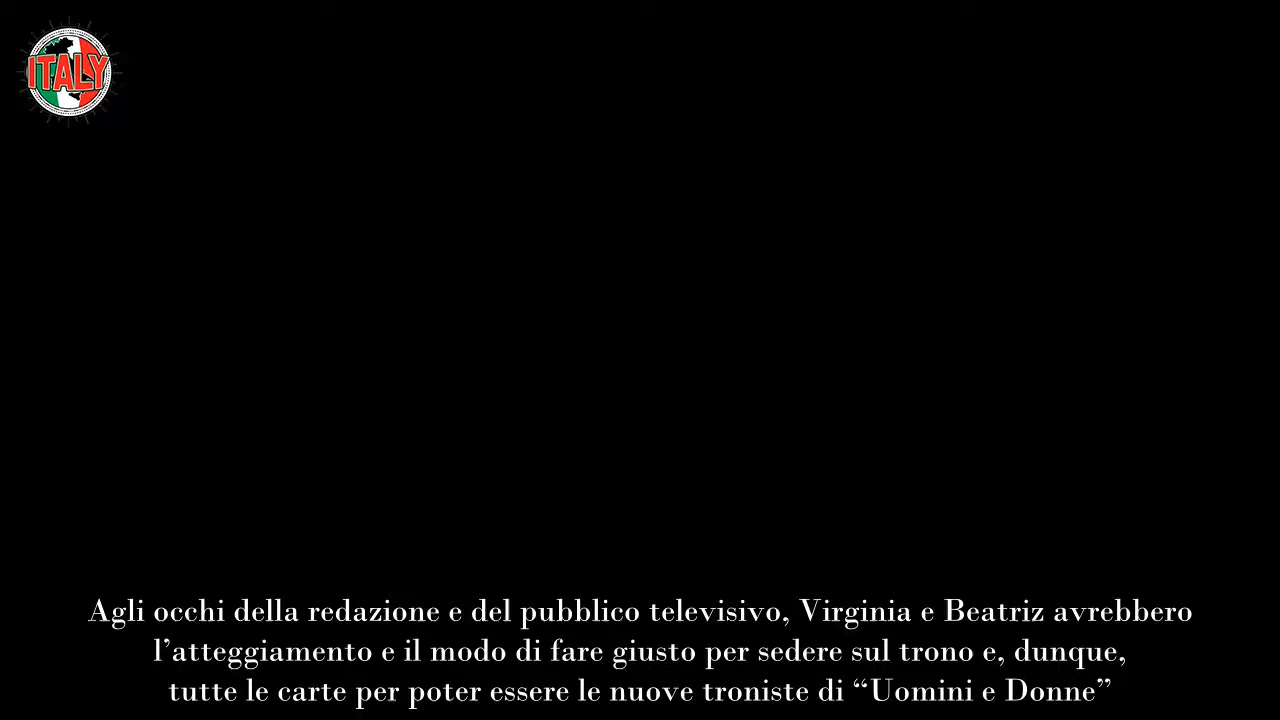 ITALY
Agli occhi della redazione e del pubblico televisivo, Virginia e Beatriz avrebbero
l’atteggiamento e il modo di fare giusto per sedere sul trono e, dunque,
tutte le carte per poter essere le nuove troniste di “Uomini e Donne”